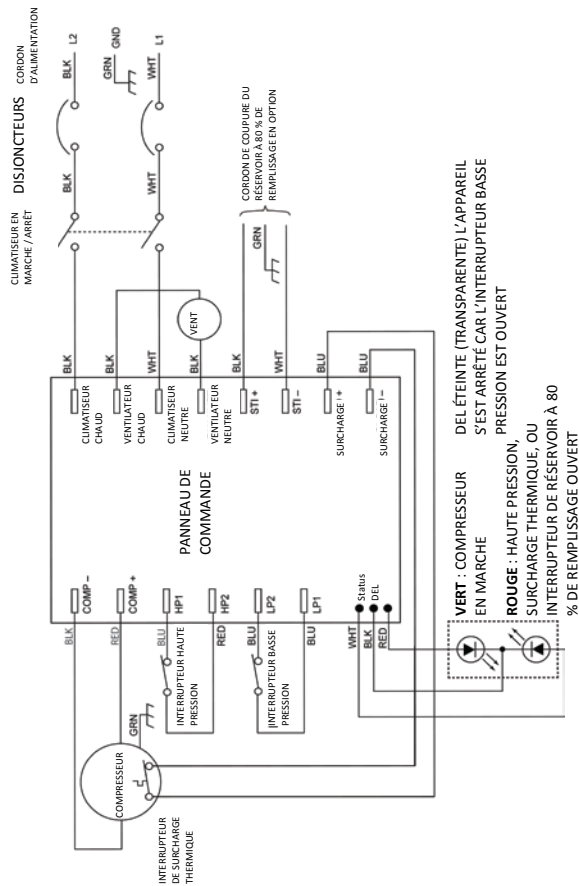 CORDON
D'ALIMENTATION
L2
GND
L1
BLK
GRN
WHT
DISJONCTEURS
BLK
WHT
CLIMATISEUR EN
MARCHE / ARRÊT
CORDON DE COUPURE DU
RÉSERVOIR À 80 % DE
REMPLISSAGE EN OPTION
GRN
VENT
BLK
BLK
WHT
BLK
BLK
WHT
BLU
BLU
CLIMATISEUR
CHAUD
VENTILATEUR
CHAUD
CLIMATISEUR
NEUTRE
VENTILATEUR
NEUTRE
STI +
STI –
SURCHARGE +
SURCHARGE –
PANNEAU DE
COMMANDE
COMP –
COMP +
HP1
HP2
LP2
LP1
Status
DEL
BLK
RED
BLU
RED
BLU
BLU
WHT
BLK
RED
INTERRUPTEUR HAUTE
PRESSION
INTERRUPTEUR BASSE
PRESSION
GRN
COMPRESSEUR
INTERRUPTEUR
DE SURCHARGE
THERMIQUE
VERT : COMPRESSEUR
EN MARCHE
ROUGE : HAUTE PRESSION,
SURCHARGE THERMIQUE, OU
INTERRUPTEUR DE RÉSERVOIR À 80
% DE REMPLISSAGE OUVERT
DEL ÉTEINTE (TRANSPARENTE) L'APPAREIL
S'EST ARRÊTÉ CAR L'INTERRUPTEUR BASSE
PRESSION EST OUVERT